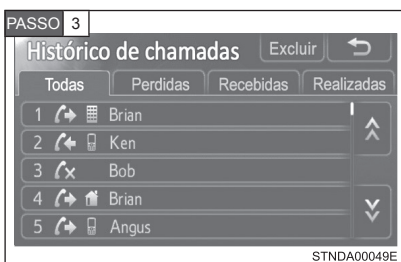 PASSO 3
Histórico de chamadas Excluir
Todas Perdidas Recebidas Realizadas
1 Brian
2 Ken
3 Bob
4 Brian
5 Angus
STNDA00049E